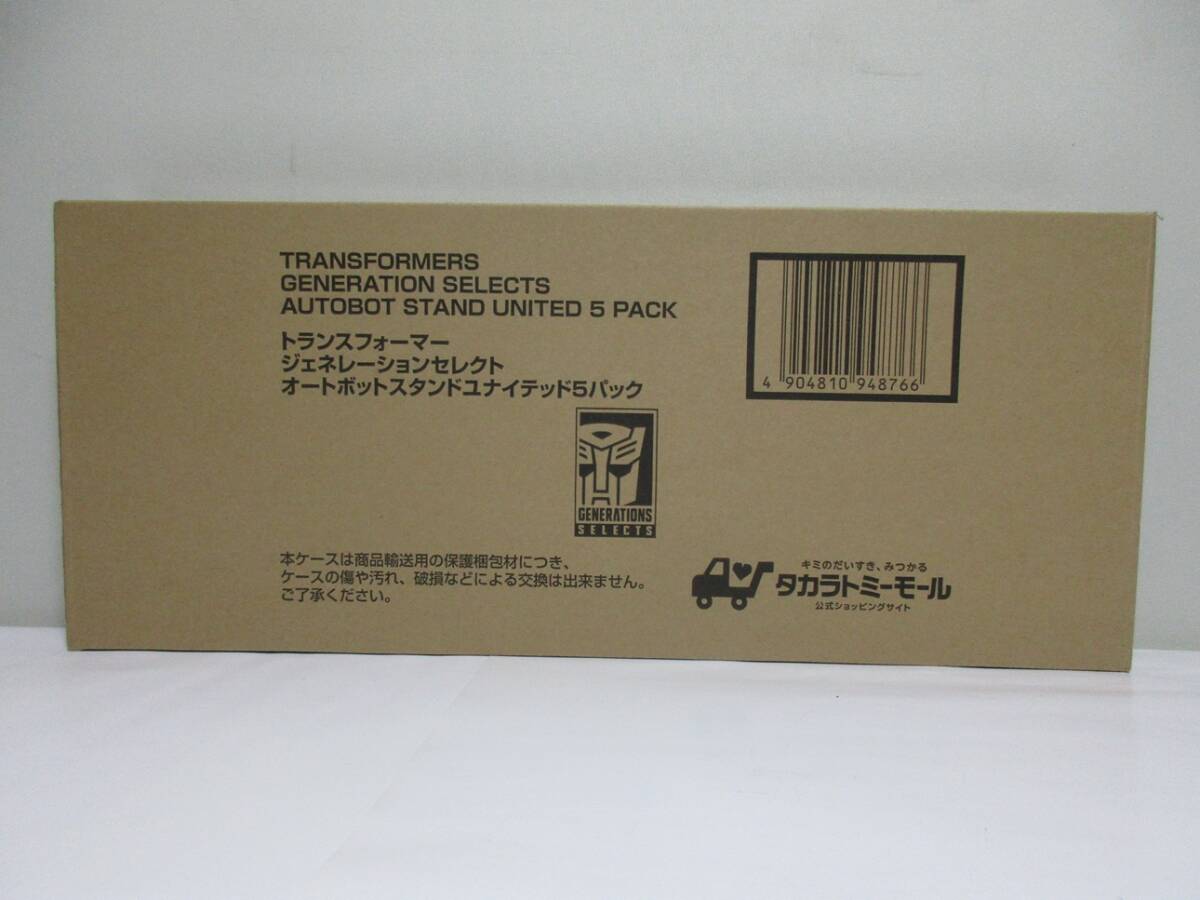 TRANSFORMERS
GENERATION SELECTS
AUTOBOT STAND UNITED 5 PACK
トランスフォーマー
ジェネレーションセレクト
オートボットスタンドユナイテッド5パック
4 904810 948766
GENERATIONS
SELECTS
本ケースは商品輸送用の保護梱包材につき、
ケースの傷や汚れ、破損などによる交換は出来ません。
ご了承ください。
キミのだいすき、みつかる
タカラトミーモール
公式ショッピングサイト